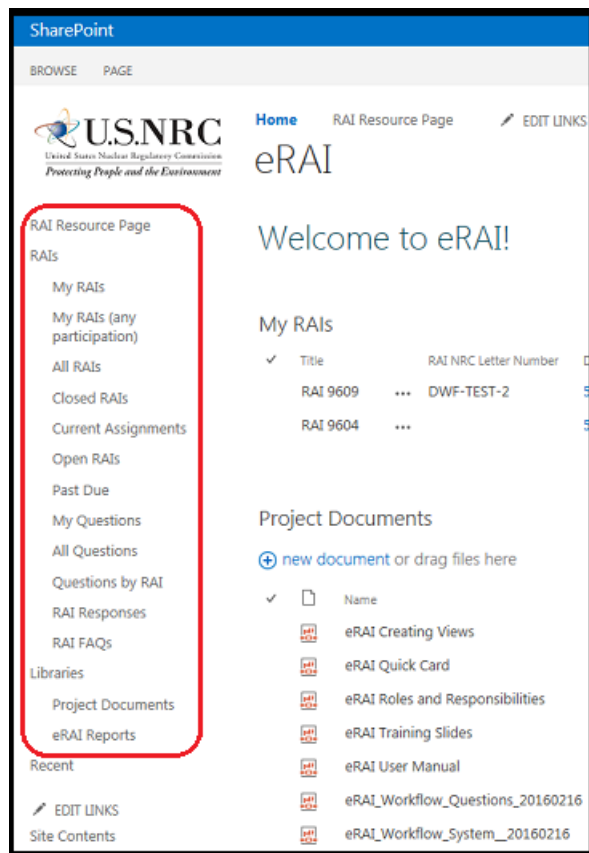 SharePoint
BROWSE PAGE
U.S.NRC
United States Nuclear Regulatory Commission
Protecting People and the Environment
Home RAI Resource Page EDIT LINKS
eRAI
RAI Resource Page
RAIs
My RAIs
My RAIs (any
participation)
All RAIs
Closed RAIs
Current Assignments
Open RAIs
Past Due
My Questions
All Questions
Questions by RAI
RAI Responses
RAI FAQs
Libraries
Project Documents
eRAI Reports
Recent
EDIT LINKS
Site Contents
Welcome to eRAI!
My RAIs
Title RAI NRC Letter Number
RAI 9609 ... DWF-TEST-2 5
RAI 9604 ... 5
Project Documents
new document or drag files here
Name
eRAI Creating Views
eRAI Quick Card
eRAI Roles and Responsibilities
eRAI Training Slides
eRAI User Manual
eRAI_Workflow_Questions_20160216
eRAI_Workflow_System__20160216